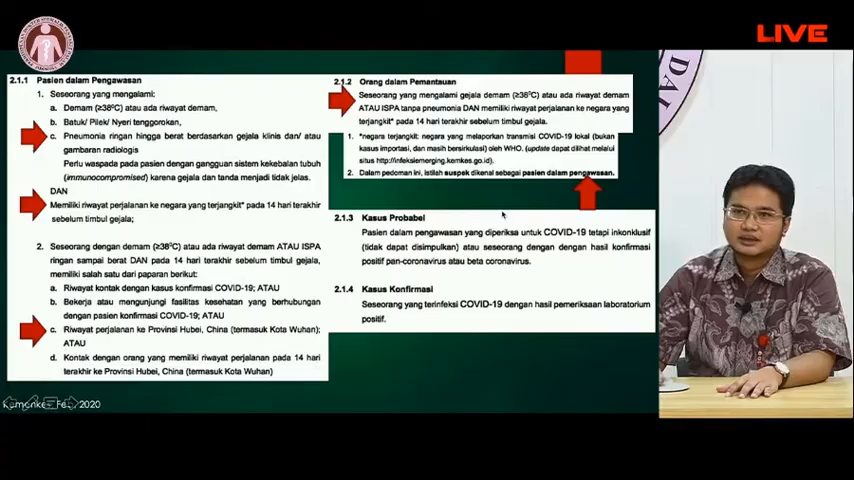 LIVE
2.1.1 Pasien dalam Pengawasan
1. Seseorang yang mengalami:
a. Demam (≥38⁰C) atau ada riwayat demam,
b. Batuk/ Pilek/ Nyeri tenggorokan,
c. Pneumonia ringan hingga berat berdasarkan gejala klinis dan/ atau
gambaran radiologis
Perlu waspada pada pasien dengan gangguan sistem kekebalan tubuh
(immunocompromised) karena gejala dan tanda menjadi tidak jelas.
DAN
Memiliki riwayat perjalanan ke negara yang terjangkit* pada 14 hari terakhir
sebelum timbul gejala;
2. Seseorang dengan demam (≥38⁰C) atau ada riwayat demam ATAU ISPA
ringan sampai berat DAN pada 14 hari terakhir sebelum timbul gejala,
memiliki salah satu dari paparan berikut:
a. Riwayat kontak dengan kasus konfirmasi COVID-19; ATAU
b. Bekerja atau mengunjungi fasilitas kesehatan yang berhubungan
dengan pasien konfirmasi COVID-19; ATAU
c. Riwayat perjalanan ke Provinsi Hubei, China (termasuk Kota Wuhan);
ATAU
d. Kontak dengan orang yang memiliki riwayat perjalanan pada 14 hari
terakhir ke Provinsi Hubei, China (termasuk Kota Wuhan)
2.1.2 Orang dalam Pemantauan
Seseorang yang mengalami gejala demam (≥38⁰C) atau ada riwayat demam
ATAU ISPA tanpa pneumonia DAN memiliki riwayat perjalanan ke negara yang
terjangkit* pada 14 hari terakhir sebelum timbul gejala.
1. *negara terjangkit: negara yang melaporkan transmisi COVID-19 lokal (bukan
kasus importasi, dan masih bersirkulasi) oleh WHO. (update dapat dilihat melalui
situs http://infeksiemerging.kemkes.go.id).
2. Dalam pedoman ini, istilah suspek dikenal sebagai pasien dalam pengawasan.
2.1.3 Kasus Probabel
Pasien dalam pengawasan yang diperiksa untuk COVID-19 tetapi inkonklusif
(tidak dapat disimpulkan) atau seseorang dengan dengan hasil konfirmasi
positif pan-coronavirus atau beta coronavirus.
2.1.4 Kasus Konfirmasi
Seseorang yang terinfeksi COVID-19 dengan hasil pemeriksaan laboratorium
positif.
2020